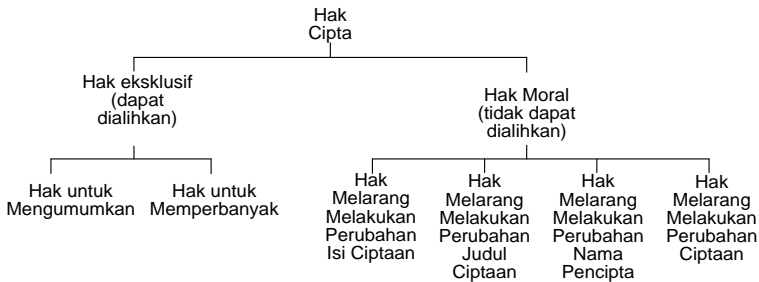 Hak
Cipta
Hak eksklusif
(dapat
dialihkan)
Hak Moral
(tidak dapat
dialihkan)
Hak untuk
Mengumumkan
Hak untuk
Memperbanyak
Hak
Melarang
Melakukan
Perubahan
Isi Ciptaan
Hak
Melarang
Melakukan
Perubahan
Judul
Ciptaan
Hak
Melarang
Melakukan
Perubahan
Nama
Pencipta
Hak
Melarang
Melakukan
Perubahan
Ciptaan